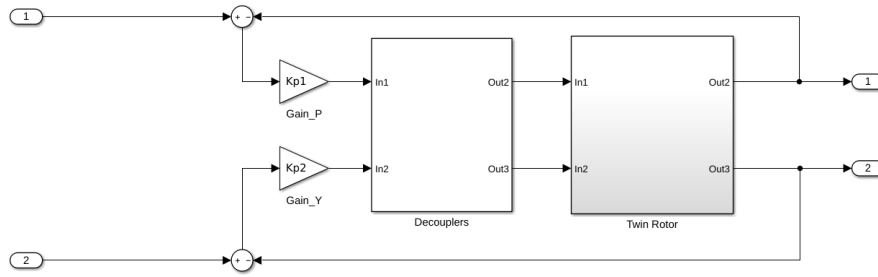 1
+ −
Kp1
Gain_P
In1
Out2
In1
Out2
1
Kp2
Gain_Y
In2
Out3
In2
Out3
2
Decouplers
Twin Rotor
2
+ −